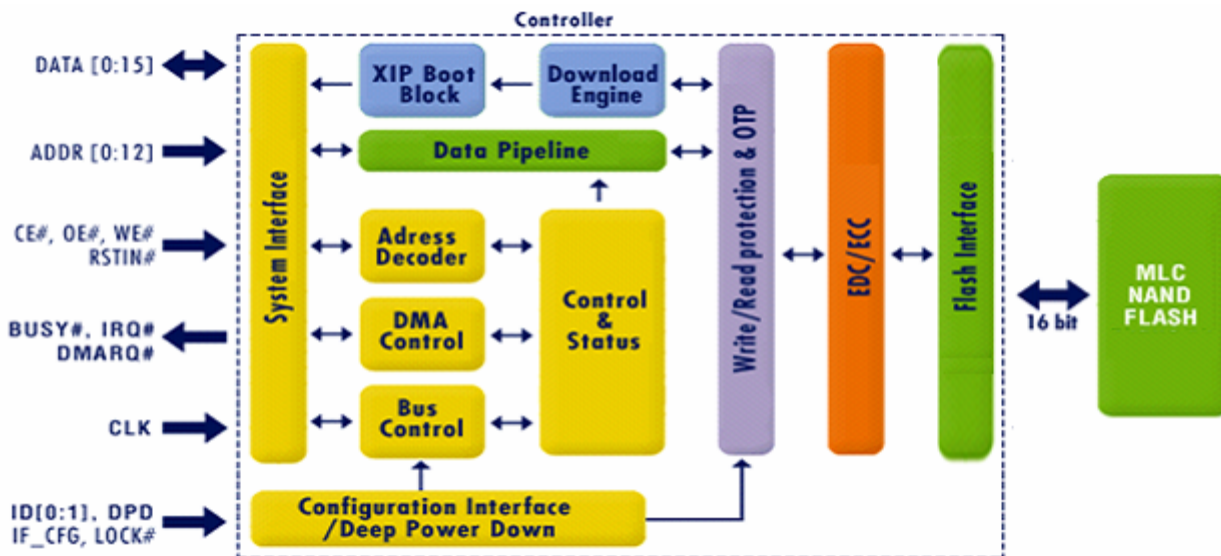 Controller
DATA [0:15]
XIP Boot
Block
Download
Engine
ADDR [0:12]
Data Pipeline
CE#, OE#, WE#
RSTIN#
System Interface
Adress
Decoder
Control
&
Status
DMA
Control
BUSY#, IRQ#
DMARQ#
Bus
Control
CLK
Write/Read protection & OTP
EDC/ECC
Flash Interface
16 bit
MLC
NAND
FLASH
ID[0:1], DPD
IF_CFG, LOCK#
Configuration Interface
/Deep Power Down